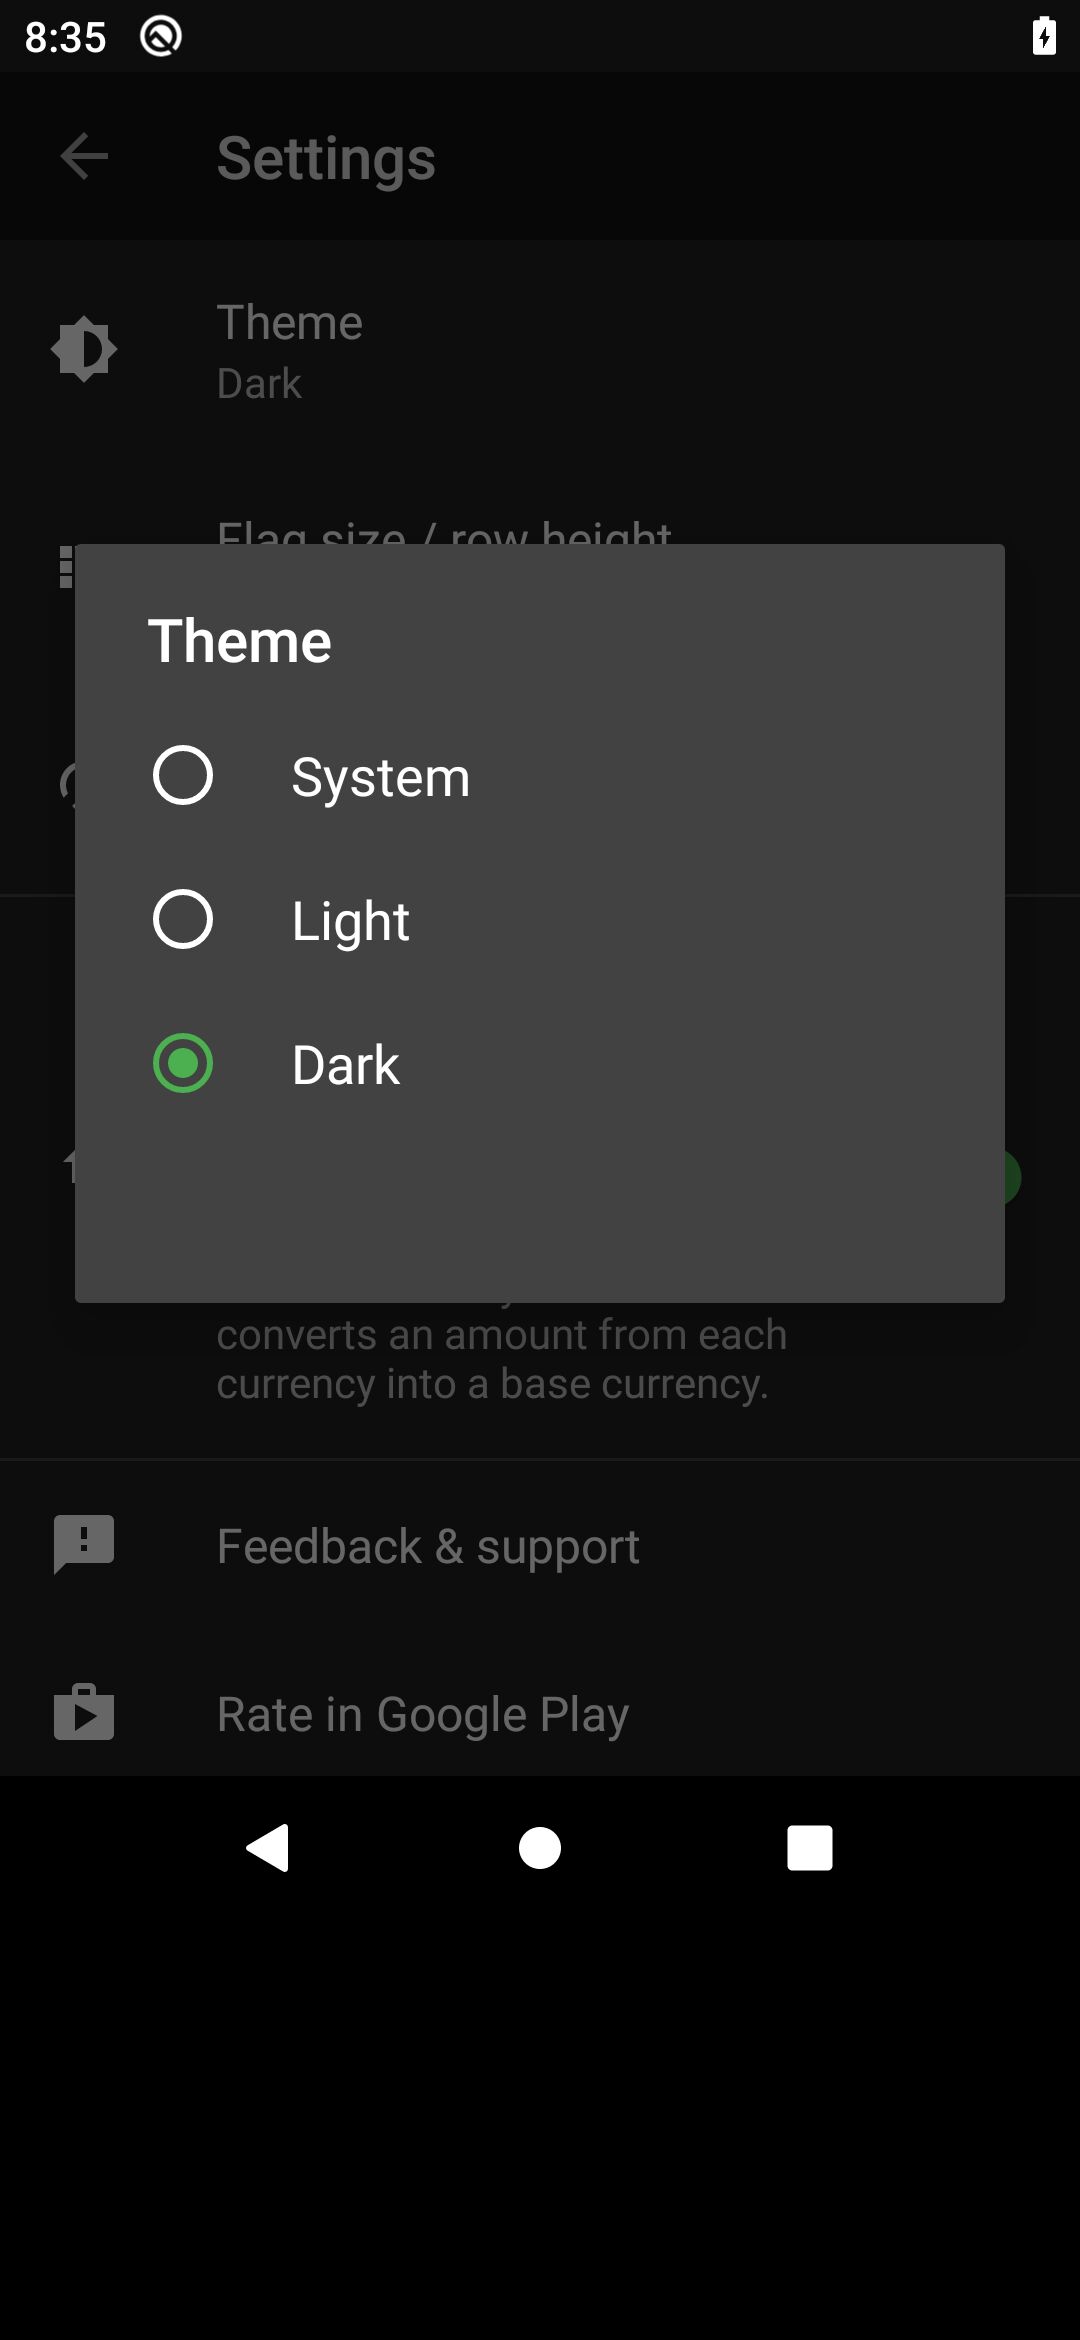 8:35
Settings
Theme
Dark
Flag size / row height
Theme
System
Light
Dark
converts an amount from each
currency into a base currency.
Feedback & support
Rate in Google Play